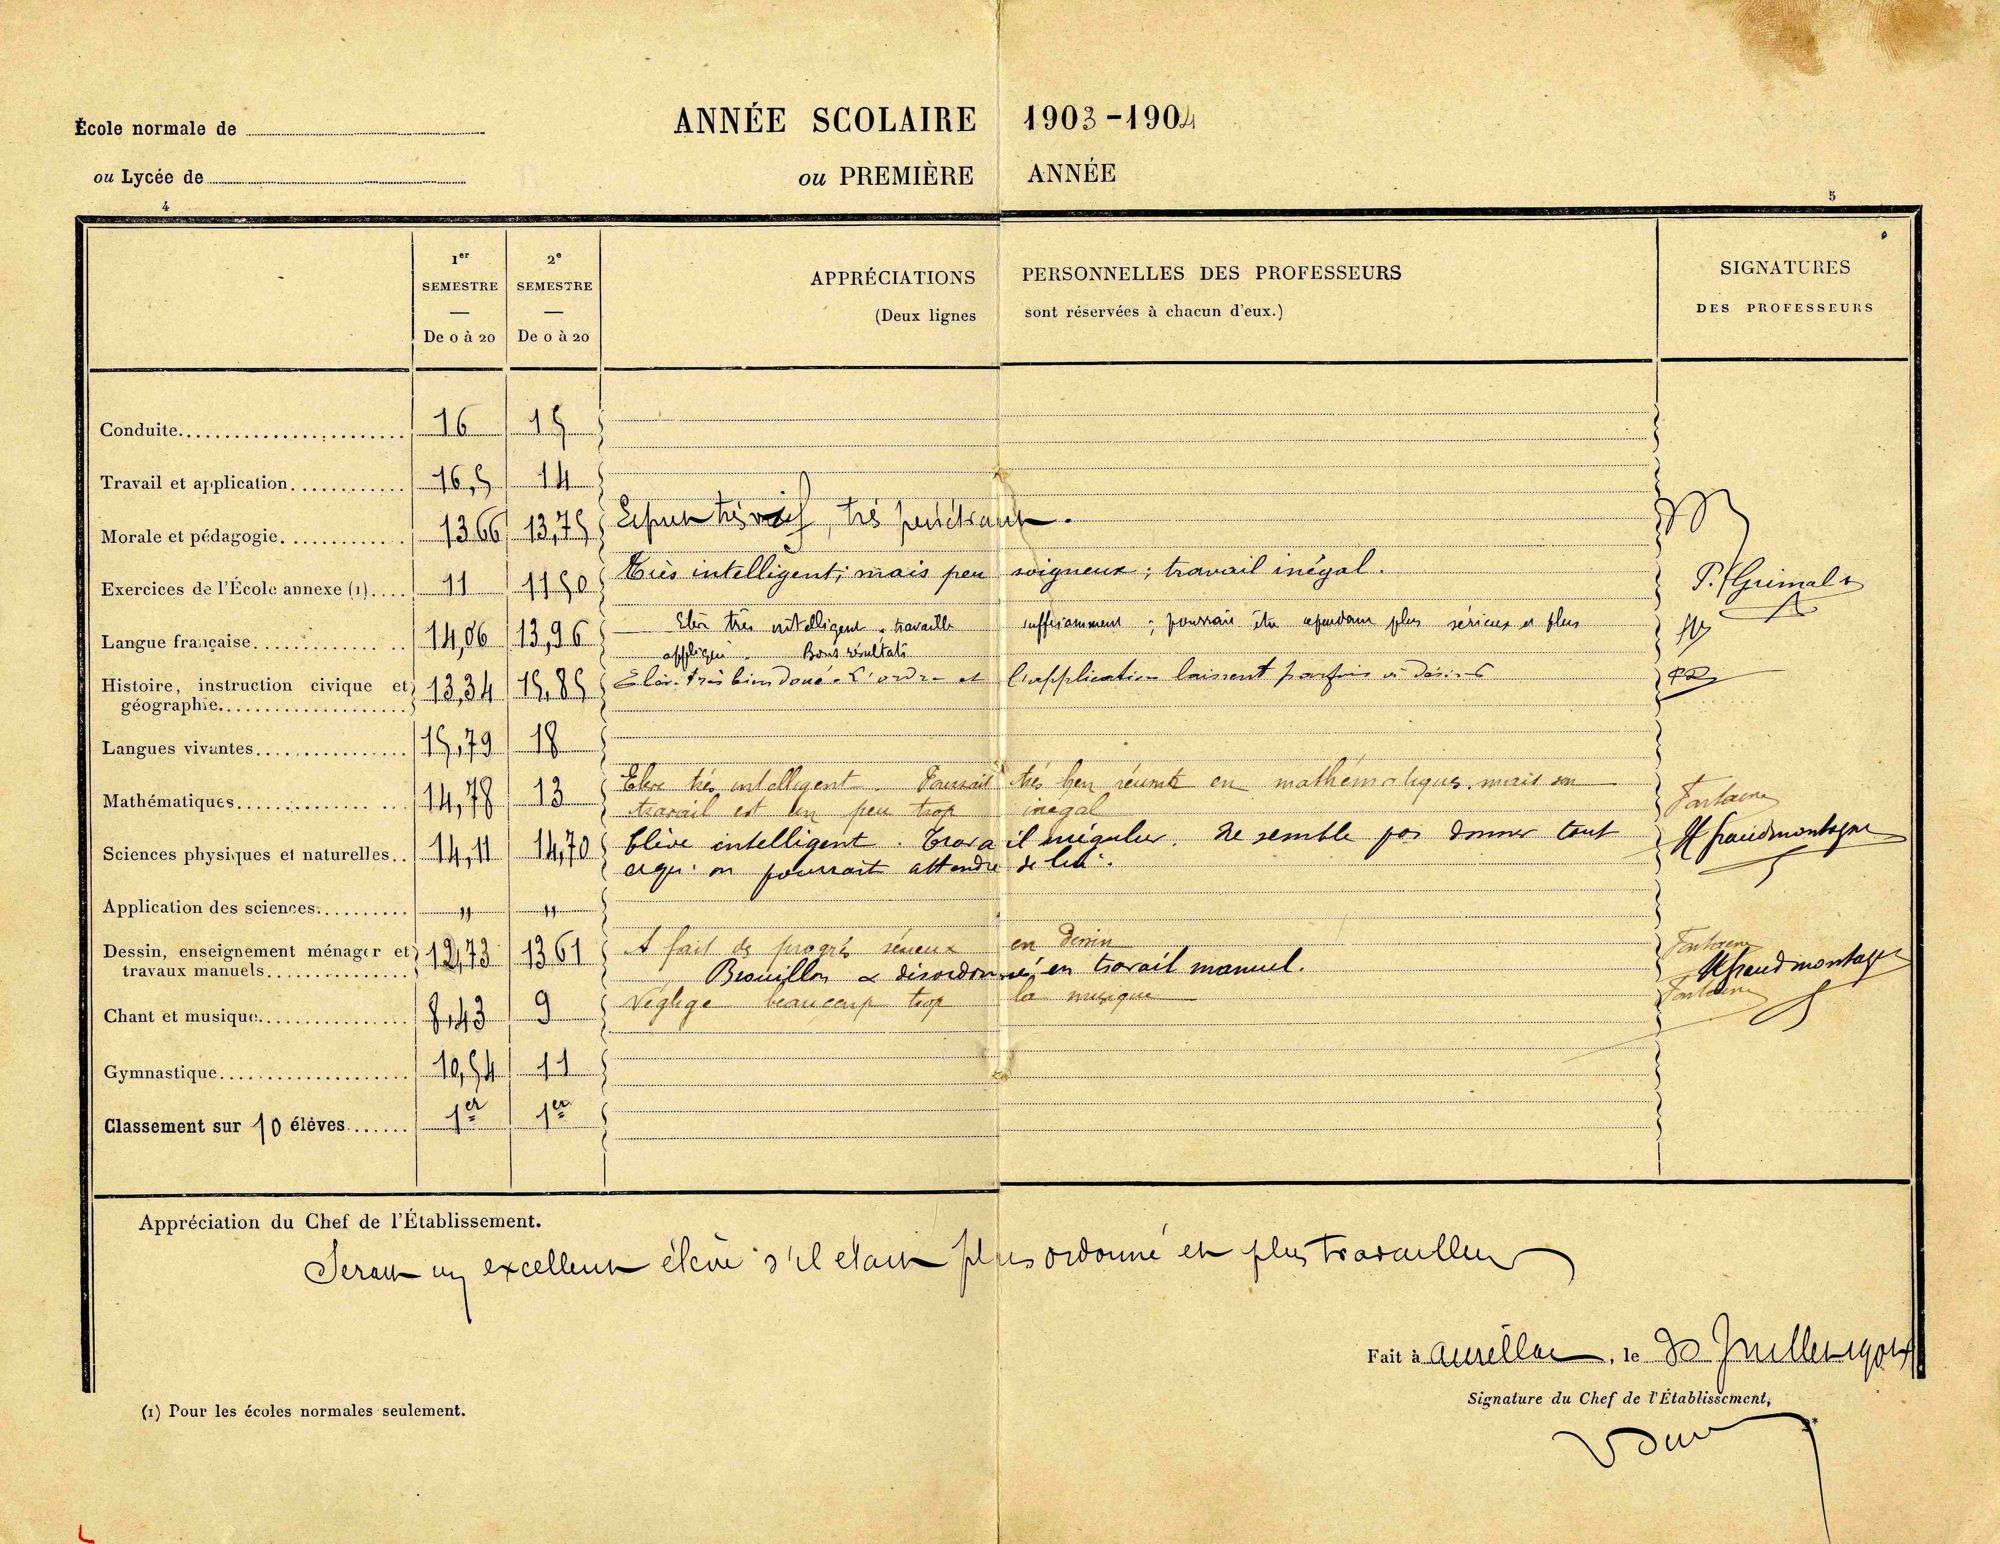 École normale de
ANNÉE SCOLAIRE 1903-1904
ou Lycée de
ou PREMIÈRE ANNÉE
4
5
1er SEMESTRE De 0 à 20
2e SEMESTRE De 0 à 20
APPRÉCIATIONS PERSONNELLES DES PROFESSEURS
(Deux lignes sont réservées à chacun d'eux.)
SIGNATURES
DES PROFESSEURS
Conduite 16 15
Travail et application 16,5 14
Morale et pédagogie 13 66 13,75 Esprit très vif, très pénétrant.
Exercices de l'École annexe (1) 11 11 50 Très intelligent; mais peu soigneux; travail inégal. P. Grimal
Langue française 14,06 13,96 Elève très intelligent, travaille suffisamment; pourrait être cependant plus sérieux et plus
appliqué. Bons résultats
Histoire, instruction civique et géographie 13,34 15,85 Elève très bien doué. L'ordre et l'application laissent parfois à désirer
Langues vivantes 15,79 18
Mathématiques 14,78 13 Elève très intelligent. Pourrait très bien réussir en mathématiques, mais son
travail est un peu trop inégal Fontaine
Sciences physiques et naturelles 14,11 14,70 Elève intelligent. Travail irrégulier. Ne semble pas donner tout
ce qu'on pourrait attendre de lui. Grandmontagne
Application des sciences " "
Dessin, enseignement ménager et travaux manuels 12,73 13 61 A fait de progrès sérieux en dessin Fontaine
Brouillon & désordonné, en travail manuel. Grandmontagne
Chant et musique 8,43 9 Néglige beaucoup trop la musique Fontaine
Gymnastique 10,54 11
Classement sur 10 élèves 1er 1er
Appréciation du Chef de l'Établissement.
Serait un excellent élève s'il était plus ordonné et plus travailleur
Fait à Aurillac, le 30 Juillet 1904
Signature du Chef de l'Établissement,
(1) Pour les écoles normales seulement.